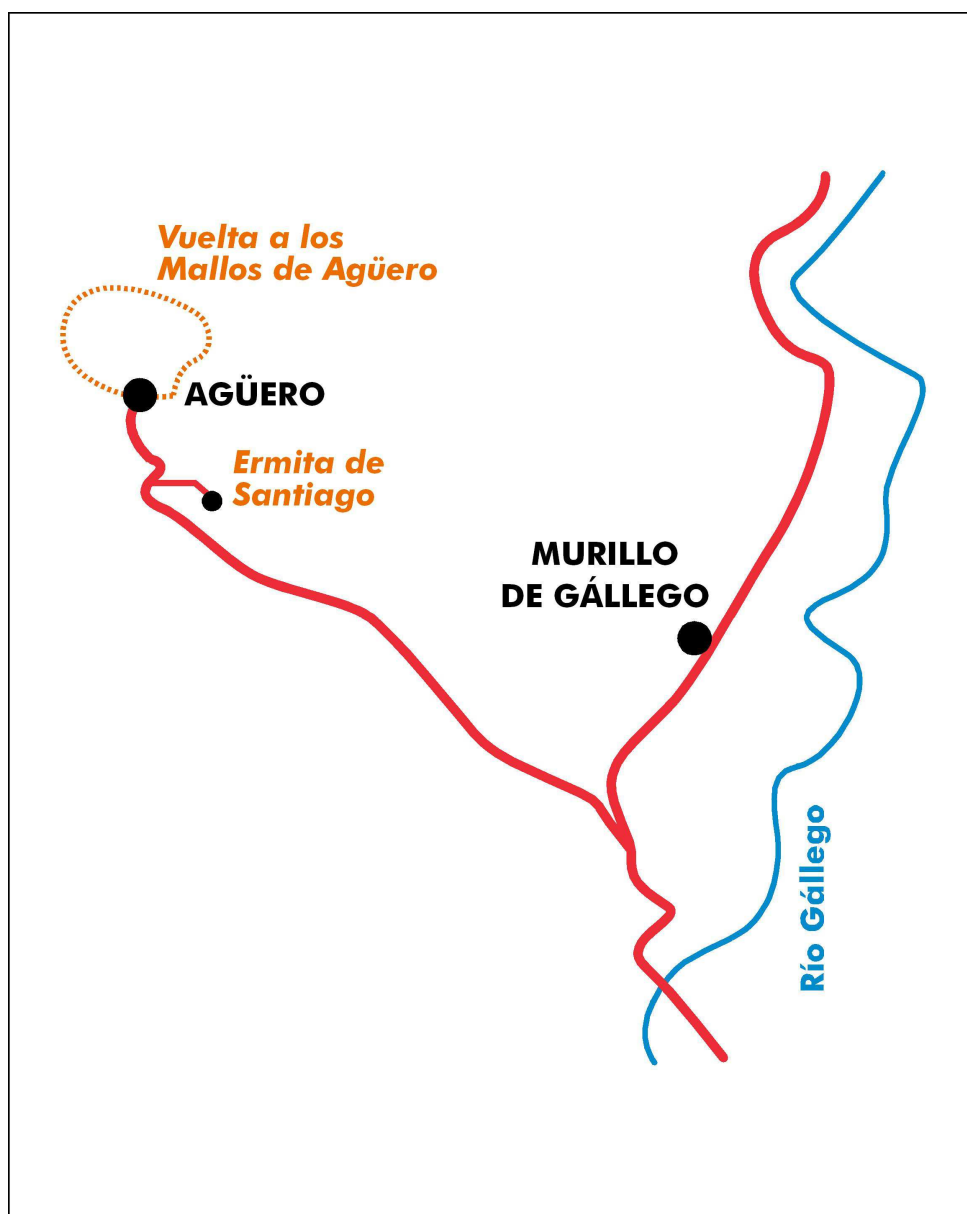 Vuelta a los
Mallos de Agüero
AGÜERO
Ermita de
Santiago
MURILLO
DE GÁLLEGO
Río Gállego